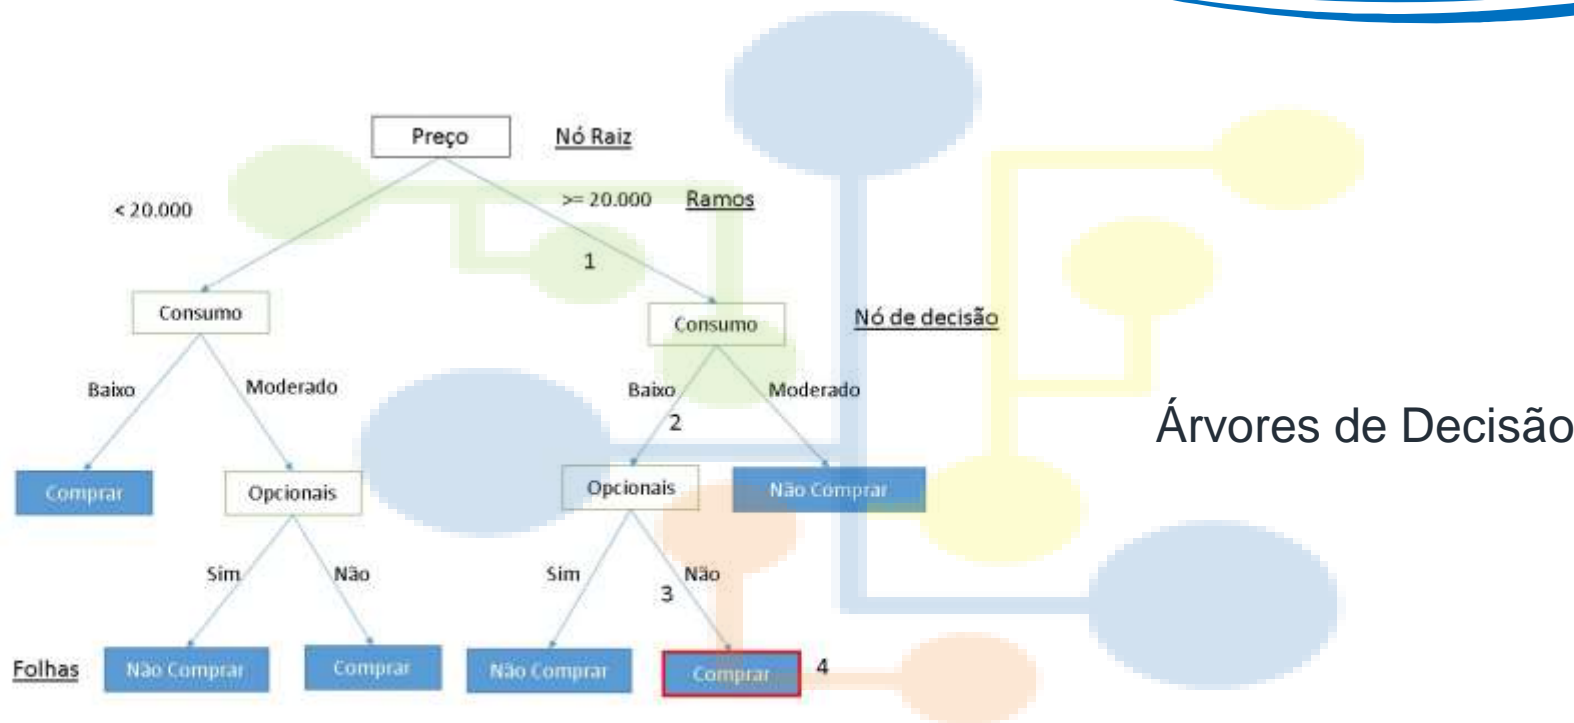 Preço Nó Raiz
< 20.000 >= 20.000 Ramos
1
Consumo Consumo Nó de decisão
Baixo Moderado Baixo Moderado
2
Árvores de Decisão
Comprar Opcionais Opcionais Não Comprar
Sim Não Sim Não
3
Folhas Não Comprar Comprar Não Comprar Comprar 4